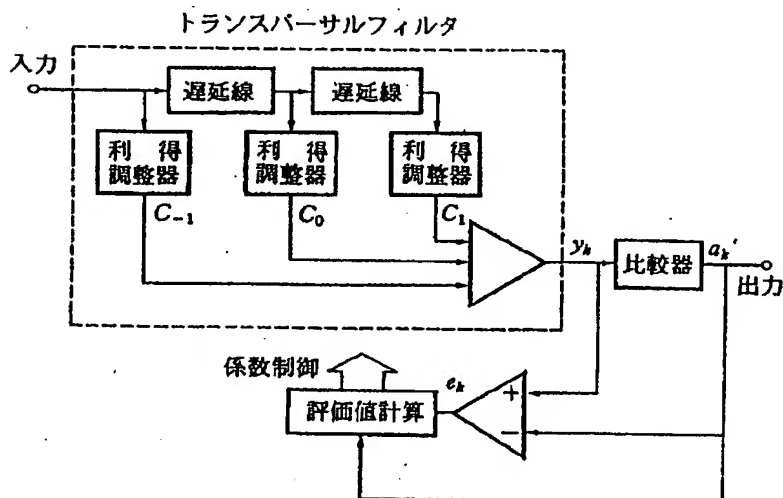 トランスバーサルフィルタ
入力
遅延線
遅延線
利得
調整器
利得
調整器
利得
調整器
C₋₁
C₀
C₁
yₖ
比較器
aₖ'
出力
係数制御
eₖ
評価値計算
+
−